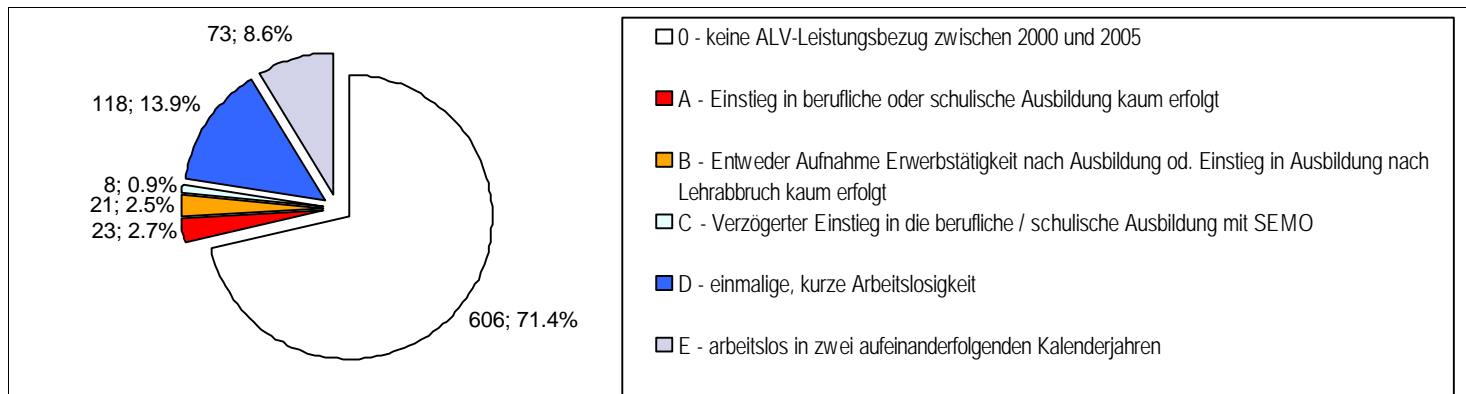 73; 8.6%
118; 13.9%
8; 0.9%
21; 2.5%
23; 2.7%
606; 71.4%
0 - keine ALV-Leistungsbezug zwischen 2000 und 2005
A - Einstieg in berufliche oder schulische Ausbildung kaum erfolgt
B - Entweder Aufnahme Erwerbstätigkeit nach Ausbildung od. Einstieg in Ausbildung nach
Lehrabbruch kaum erfolgt
C - Verzögerter Einstieg in die berufliche / schulische Ausbildung mit SEMO
D - einmalige, kurze Arbeitslosigkeit
E - arbeitslos in zwei aufeinanderfolgenden Kalenderjahren